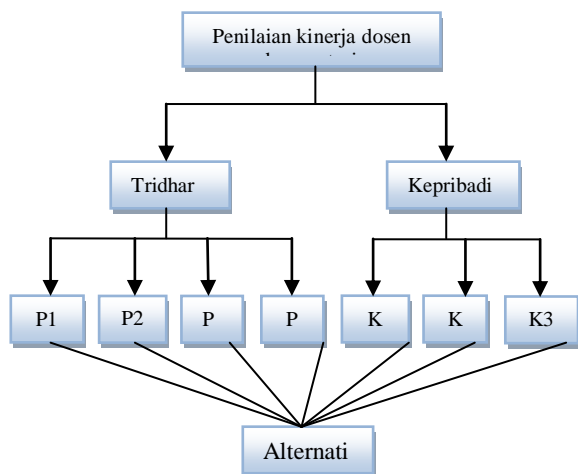 Penilaian kinerja dosen
Tridhar
Kepribadi
P1
P2
P
P
K
K
K3
Alternati